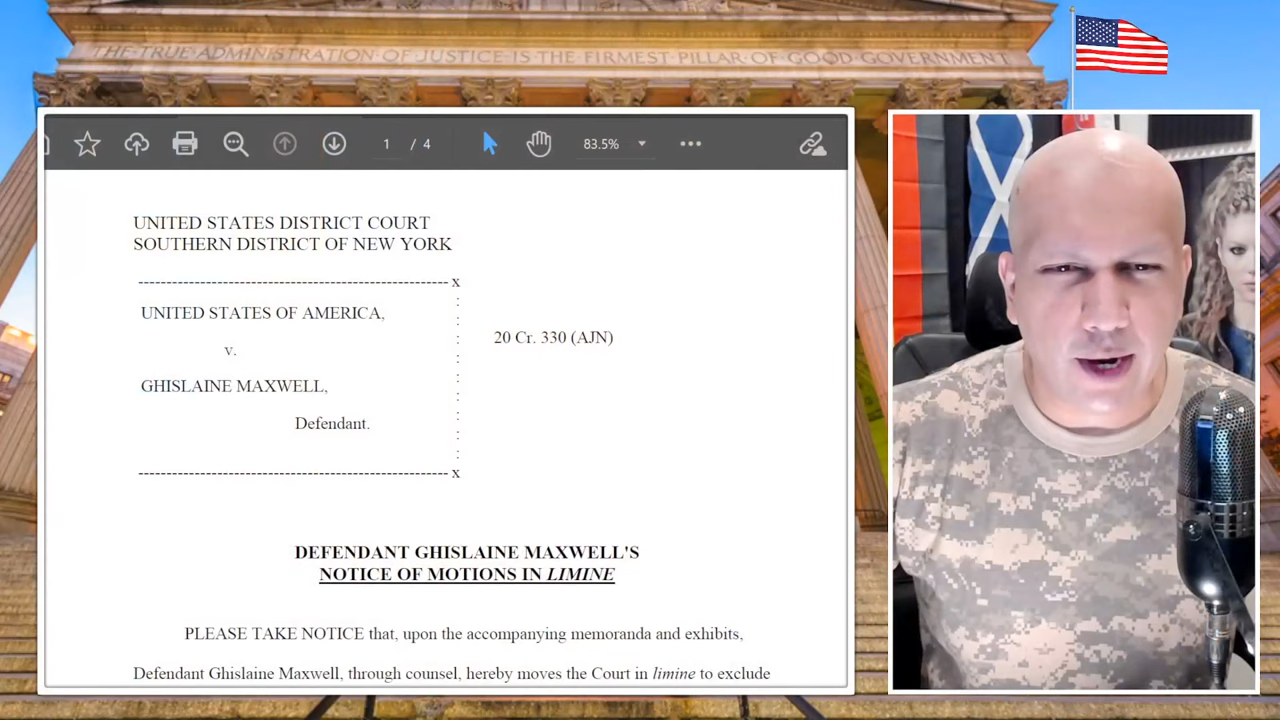 THE·TRUE·ADMINISTRATION·OF·JUSTICE·IS·THE·FIRMEST·PILLAR·OF·GOOD·GOVERNMENT
1 / 4
83.5%
UNITED STATES DISTRICT COURT
SOUTHERN DISTRICT OF NEW YORK
------------------------------------------------------- x
UNITED STATES OF AMERICA,
v.
20 Cr. 330 (AJN)
GHISLAINE MAXWELL,
Defendant.
------------------------------------------------------- x
DEFENDANT GHISLAINE MAXWELL'S
NOTICE OF MOTIONS IN LIMINE
PLEASE TAKE NOTICE that, upon the accompanying memoranda and exhibits,
Defendant Ghislaine Maxwell, through counsel, hereby moves the Court in limine to exclude